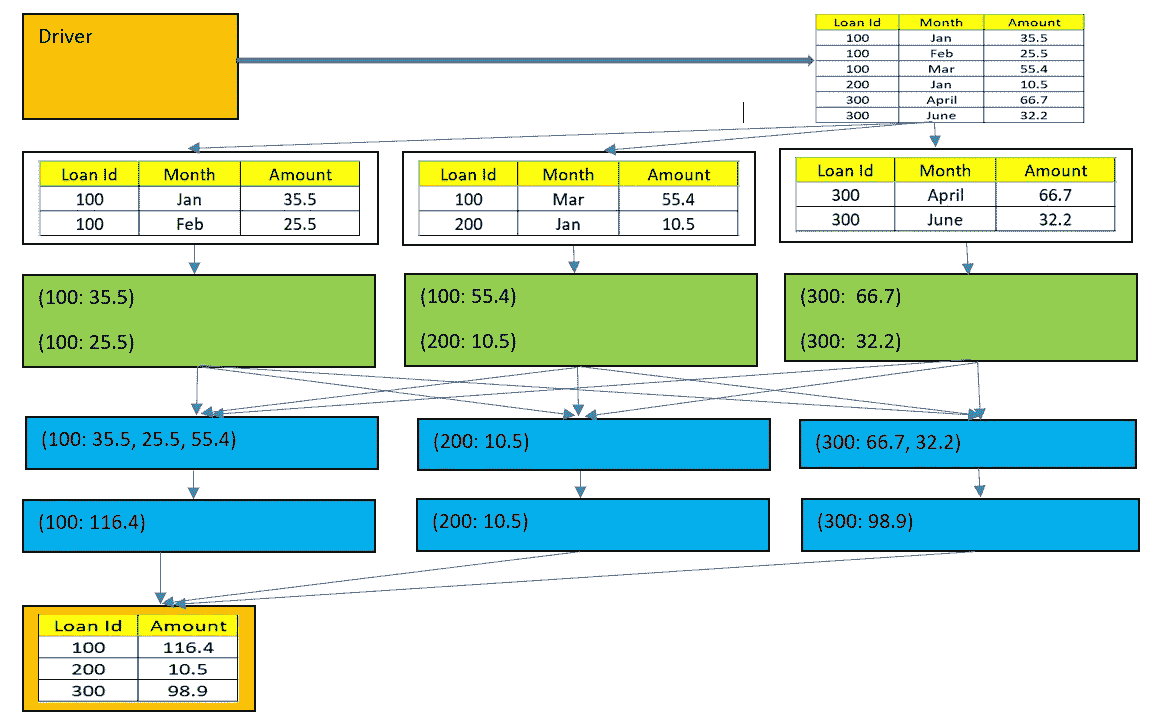 Driver
Loan Id Month Amount
100 Jan 35.5
100 Feb 25.5
100 Mar 55.4
200 Jan 10.5
300 April 66.7
300 June 32.2
Loan Id Month Amount
100 Jan 35.5
100 Feb 25.5
Loan Id Month Amount
100 Mar 55.4
200 Jan 10.5
Loan Id Month Amount
300 April 66.7
300 June 32.2
(100: 35.5)
(100: 25.5)
(100: 55.4)
(200: 10.5)
(300: 66.7)
(300: 32.2)
(100: 35.5, 25.5, 55.4)
(200: 10.5)
(300: 66.7, 32.2)
(100: 116.4)
(200: 10.5)
(300: 98.9)
Loan Id Amount
100 116.4
200 10.5
300 98.9